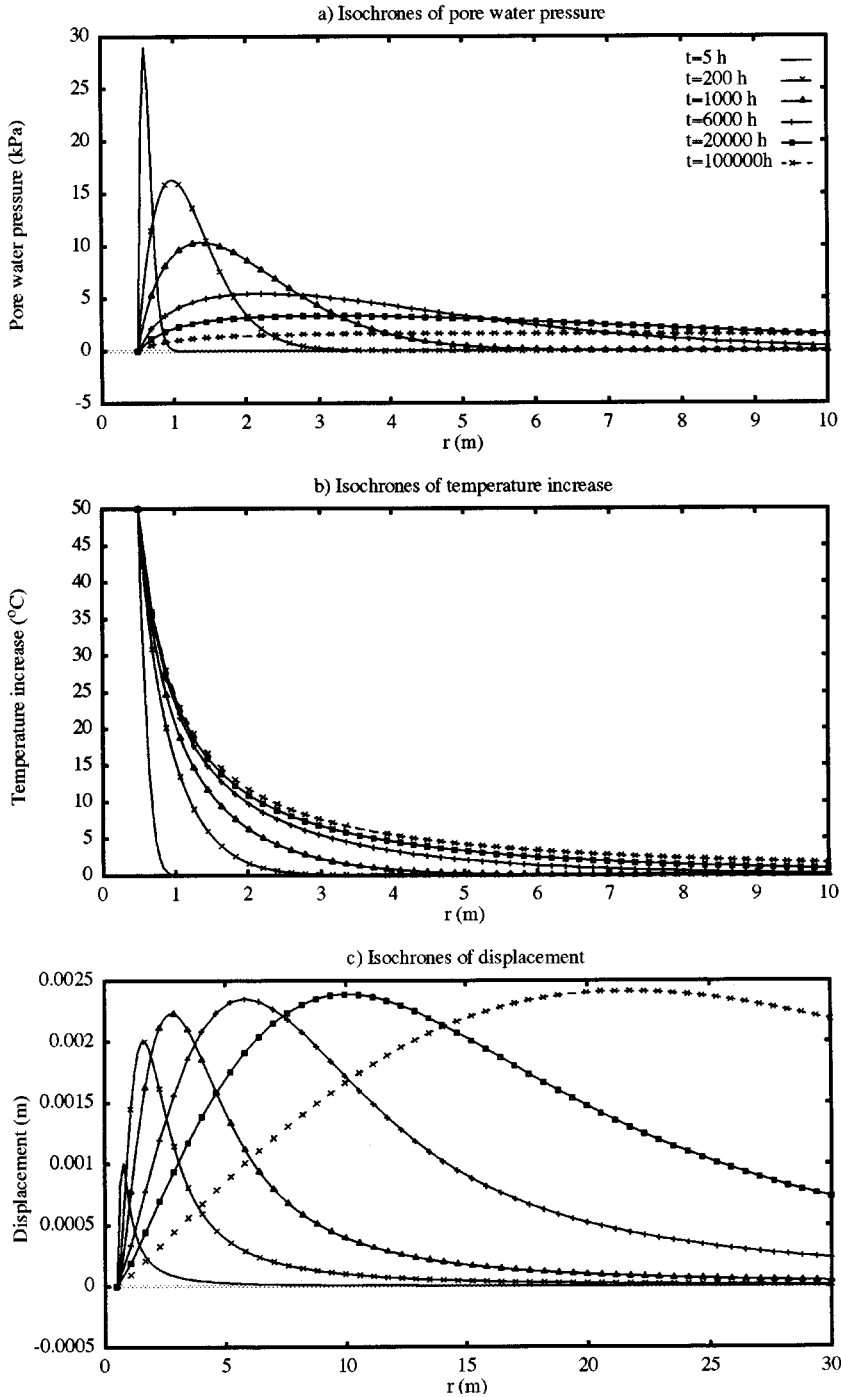 a) Isochrones of pore water pressure
30
25
20
15
10
5
0
-5
Pore water pressure (kPa)
t=5 h
t=200 h
t=1000 h
t=6000 h
t=20000 h
t=100000h
0 1 2 3 4 5 6 7 8 9 10
r (m)
b) Isochrones of temperature increase
50
45
40
35
30
25
20
15
10
5
0
Temperature increase (°C)
0 1 2 3 4 5 6 7 8 9 10
r (m)
c) Isochrones of displacement
0.0025
0.002
0.0015
0.001
0.0005
0
-0.0005
Displacement (m)
0 5 10 15 20 25 30
r (m)